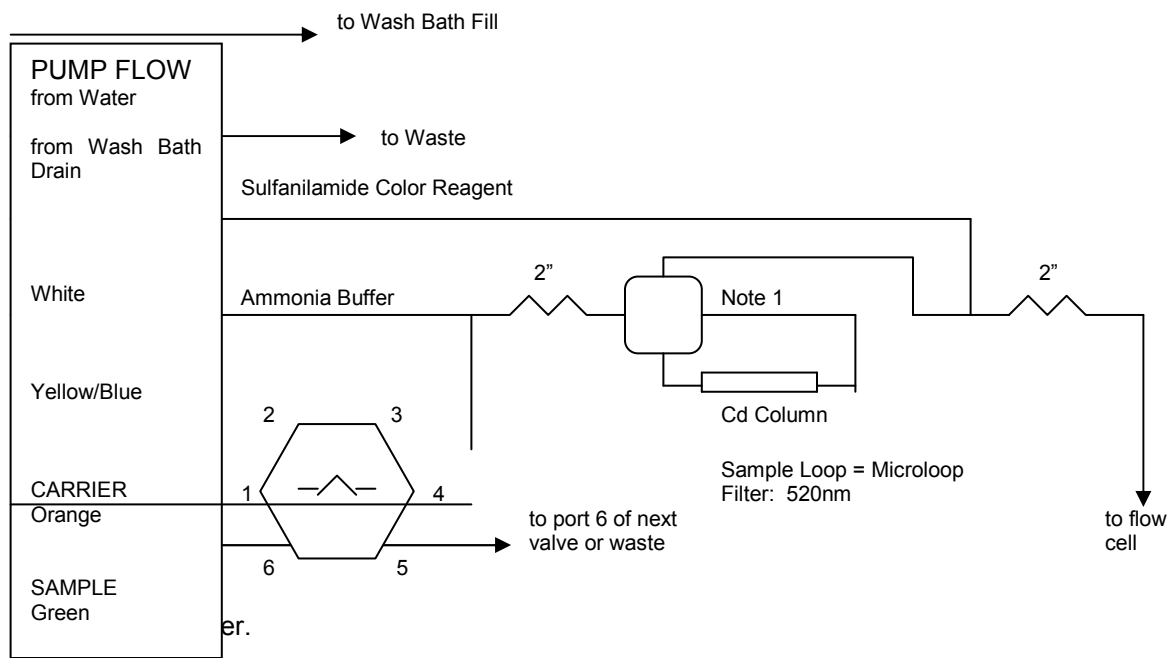 to Wash Bath Fill
PUMP FLOW
from Water
from Wash Bath
Drain
to Waste
Sulfanilamide Color Reagent
2”
2”
White
Ammonia Buffer
Note 1
Yellow/Blue
2
3
Cd Column
CARRIER
Orange
1
4
Sample Loop = Microloop
Filter: 520nm
to port 6 of next
valve or waste
to flow
cell
6
5
SAMPLE
Green
er.